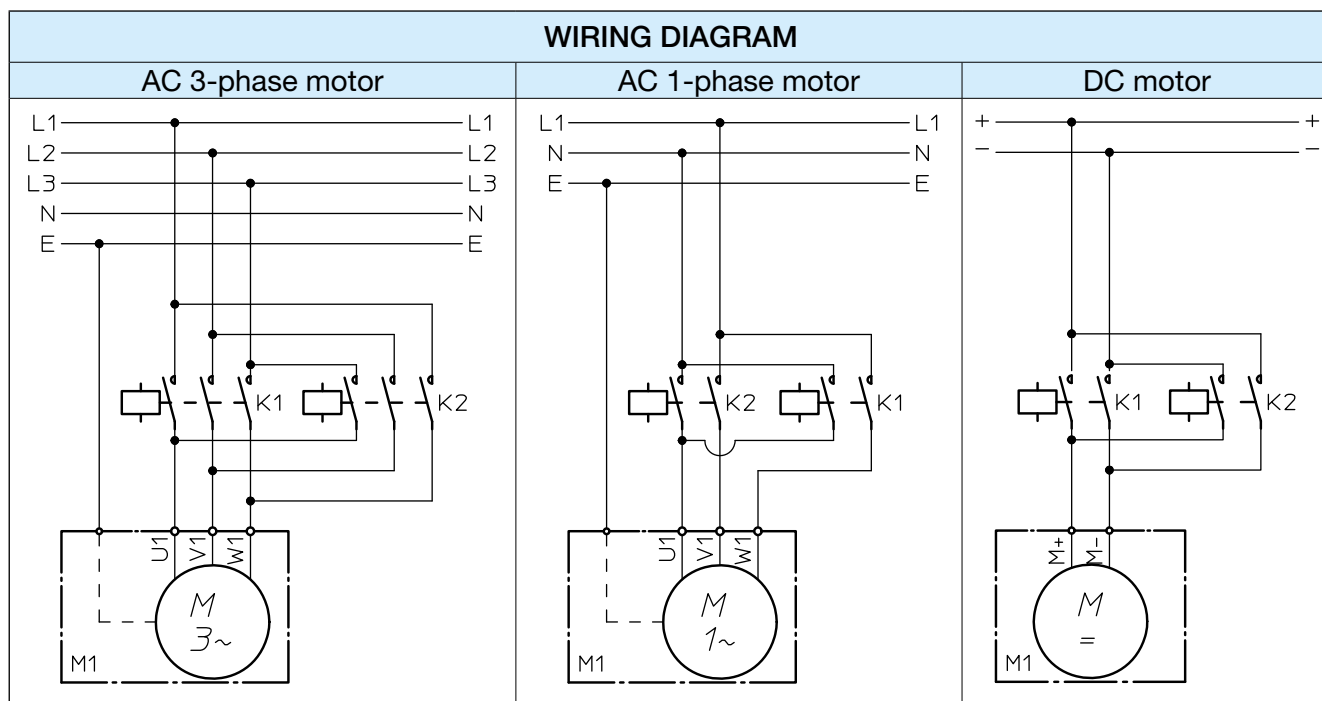 WIRING DIAGRAM
AC 3-phase motor
L1 L1
L2 L2
L3 L3
N N
E E
K1 K2
U1 V1 W1
M
3~
M1
AC 1-phase motor
L1 L1
N N
E E
K2 K1
U1 V1 W1
M
1~
M1
DC motor
+ +
− −
K1 K2
M+ M-
M
=
M1